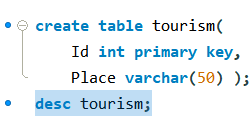 create table tourism(
Id int primary key,
Place varchar(50) );
desc tourism;